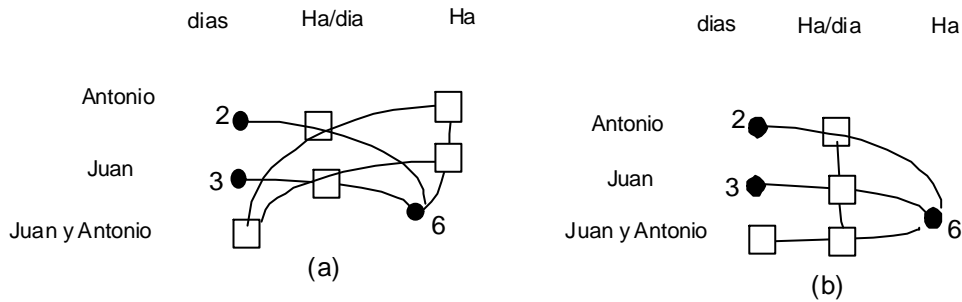 dias Ha/dia Ha
Antonio 2
Juan 3
6
Juan y Antonio
(a)
dias Ha/dia Ha
Antonio 2
Juan 3
Juan y Antonio 6
(b)